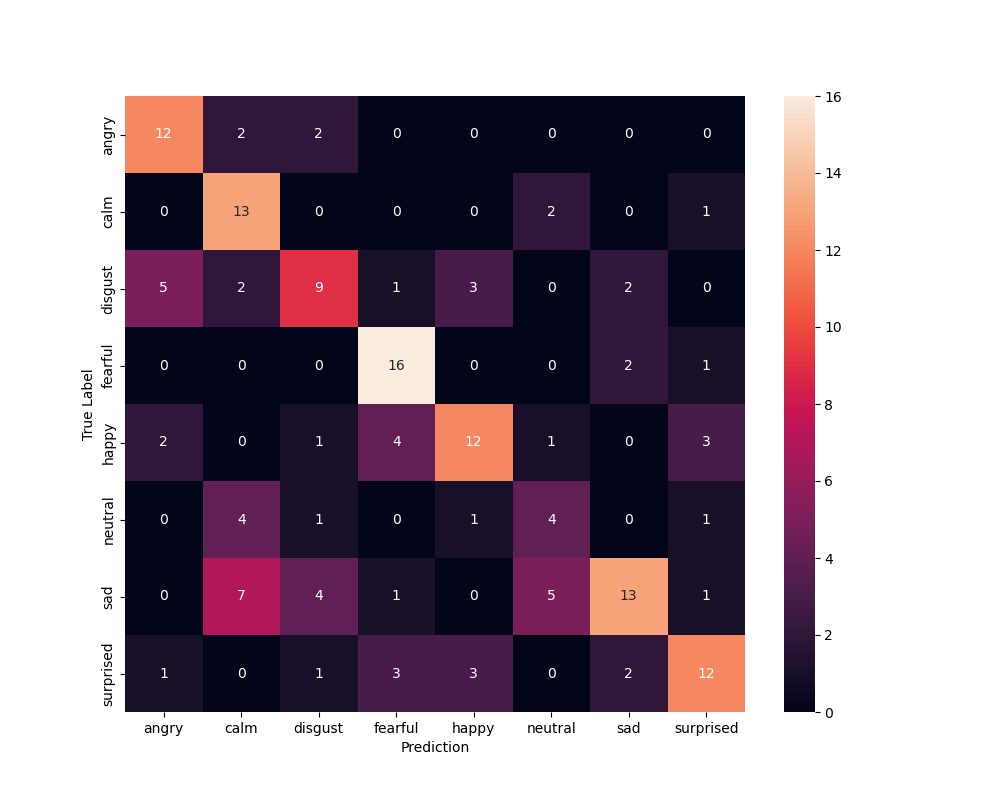 True Label
angry 12 2 2 0 0 0 0 0
calm 0 13 0 0 0 2 0 1
disgust 5 2 9 1 3 0 2 0
fearful 0 0 0 16 0 0 2 1
happy 2 0 1 4 12 1 0 3
neutral 0 4 1 0 1 4 0 1
sad 0 7 4 1 0 5 13 1
surprised 1 0 1 3 3 0 2 12
angry calm disgust fearful happy neutral sad surprised
Prediction
16
14
12
10
8
6
4
2
0